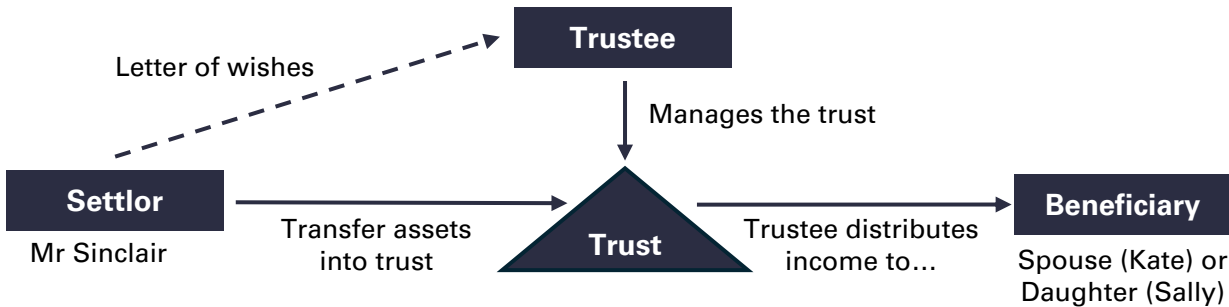 Trustee
Letter of wishes
Manages the trust
Settlor
Mr Sinclair
Transfer assets
into trust
Trust
Trustee distributes
income to...
Beneficiary
Spouse (Kate) or
Daughter (Sally)